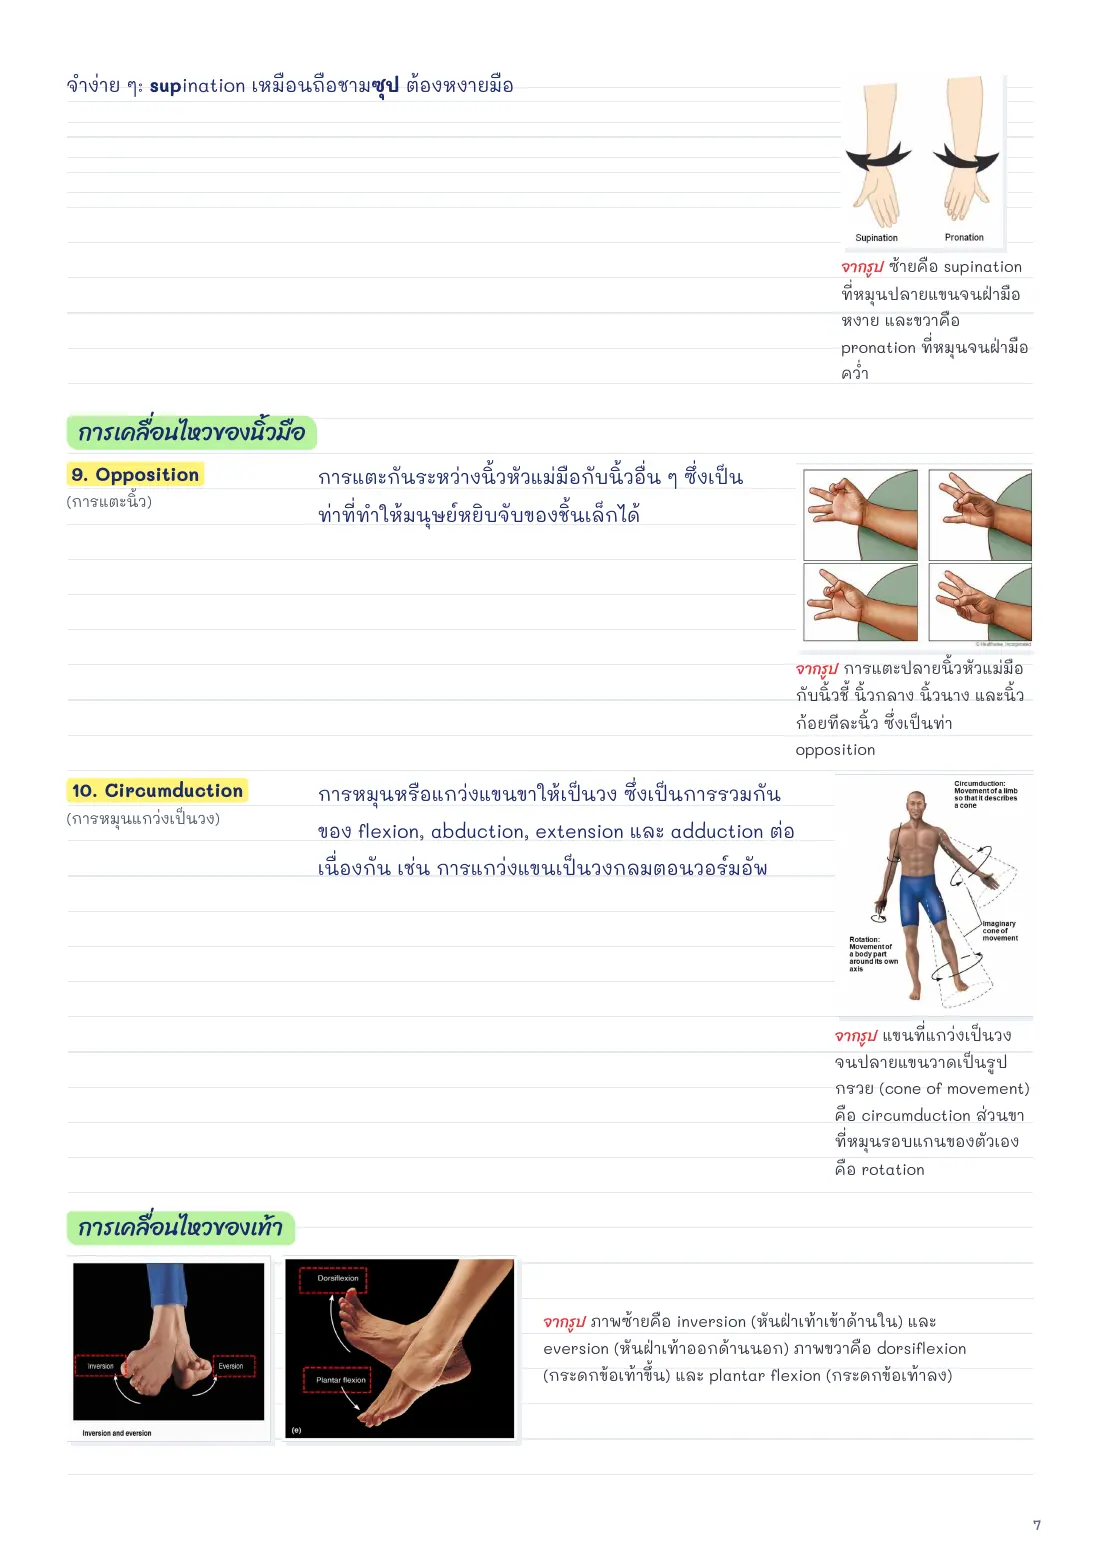 จำง่าย ๆ: supination เหมือนถือชามซุป ต้องหงายมือ
Supination
Pronation
จากรูป ซ้ายคือ supination
ที่หมุนปลายแขนจนฝ่ามือ
หงาย และขวาคือ
pronation ที่หมุนจนฝ่ามือ
คว่ำ
การเคลื่อนไหวของนิ้วมือ
9. Opposition
(การแตะนิ้ว)
การแตะกันระหว่างนิ้วหัวแม่มือกับนิ้วอื่น ๆ ซึ่งเป็น
ท่าที่ทำให้มนุษย์หยิบจับของชิ้นเล็กได้
© Healthwise, Incorporated
จากรูป การแตะปลายนิ้วหัวแม่มือ
กับนิ้วชี้ นิ้วกลาง นิ้วนาง และนิ้ว
ก้อยทีละนิ้ว ซึ่งเป็นท่า
opposition
10. Circumduction
(การหมุนแกว่งเป็นวง)
การหมุนหรือแกว่งแขนขาให้เป็นวง ซึ่งเป็นการรวมกัน
ของ flexion, abduction, extension และ adduction ต่อ
เนื่องกัน เช่น การแกว่งแขนเป็นวงกลมตอนวอร์มอัพ
Circumduction:
Movement of a limb
so that it describes
a cone
Imaginary
cone of
movement
Rotation:
Movement of
a body part
around its own
axis
จากรูป แขนที่แกว่งเป็นวง
จนปลายแขนวาดเป็นรูป
กรวย (cone of movement)
คือ circumduction ส่วนขา
ที่หมุนรอบแกนของตัวเอง
คือ rotation
การเคลื่อนไหวของเท้า
Inversion
Eversion
Inversion and eversion
Dorsiflexion
Plantar flexion
(e)
จากรูป ภาพซ้ายคือ inversion (หันฝ่าเท้าเข้าด้านใน) และ
eversion (หันฝ่าเท้าออกด้านนอก) ภาพขวาคือ dorsiflexion
(กระดกข้อเท้าขึ้น) และ plantar flexion (กระดกข้อเท้าลง)
7